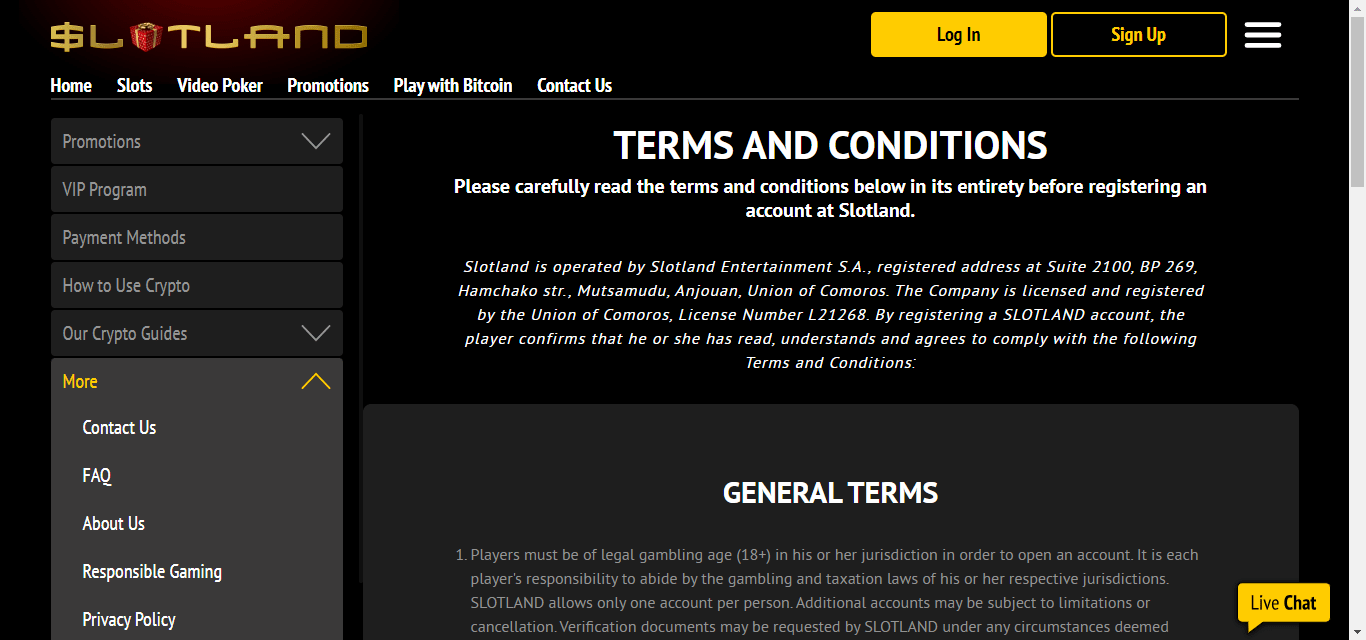 $LOTLAND
Log In
Sign Up
Home Slots Video Poker Promotions Play with Bitcoin Contact Us
Promotions
VIP Program
Payment Methods
How to Use Crypto
Our Crypto Guides
More
Contact Us
FAQ
About Us
Responsible Gaming
Privacy Policy
TERMS AND CONDITIONS
Please carefully read the terms and conditions below in its entirety before registering an
account at Slotland.
Slotland is operated by Slotland Entertainment S.A., registered address at Suite 2100, BP 269,
Hamchako str., Mutsamudu, Anjouan, Union of Comoros. The Company is licensed and registered
by the Union of Comoros, License Number L21268. By registering a SLOTLAND account, the
player confirms that he or she has read, understands and agrees to comply with the following
Terms and Conditions:
GENERAL TERMS
1. Players must be of legal gambling age (18+) in his or her jurisdiction in order to open an account. It is each
player's responsibility to abide by the gambling and taxation laws of his or her respective jurisdictions.
SLOTLAND allows only one account per person. Additional accounts may be subject to limitations or
cancellation. Verification documents may be requested by SLOTLAND under any circumstances deemed
Live Chat